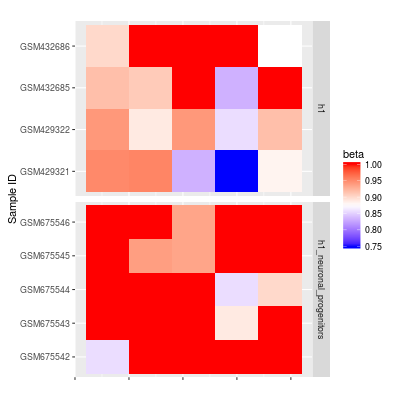 GSM432686
GSM432685
GSM429322
GSM429321
h1
GSM675546
GSM675545
GSM675544
GSM675543
GSM675542
h1_neuronal_progenitors
Sample ID
beta
1.00
0.95
0.90
0.85
0.80
0.75